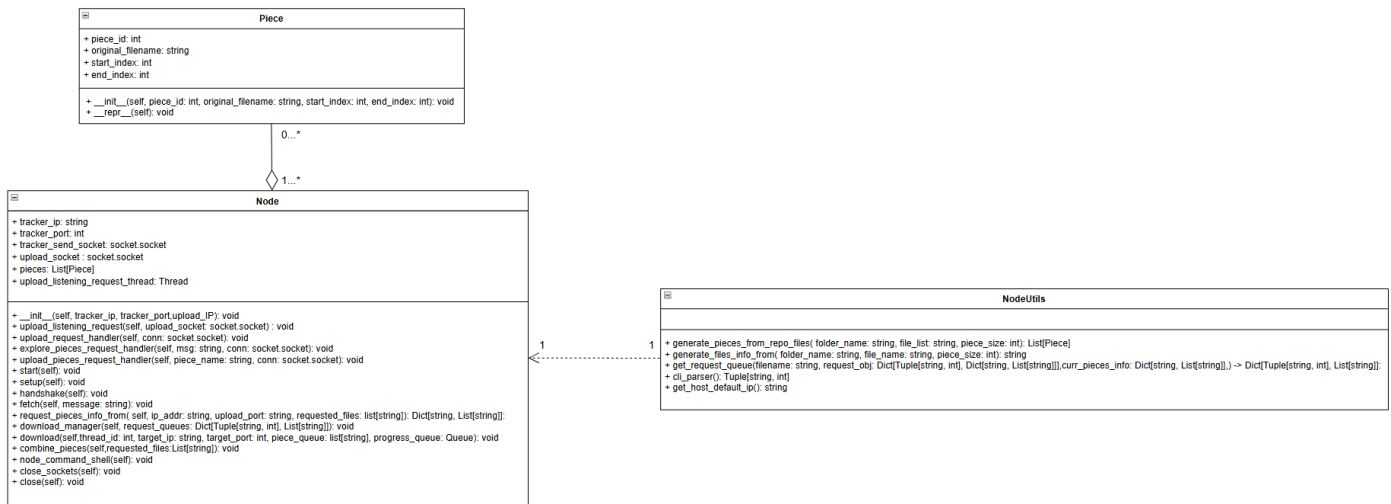 Piece
+ piece_id: int
+ original_filename: string
+ start_index: int
+ end_index: int
+ __init__(self, piece_id: int, original_filename: string, start_index: int, end_index: int): void
+ __repr__(self): void
0...*
1...*
Node
+ tracker_ip: string
+ tracker_port: int
+ tracker_send_socket: socket.socket
+ upload_socket : socket.socket
+ pieces: List[Piece]
+ upload_listening_request_thread: Thread
+ __init__(self, tracker_ip, tracker_port,upload_IP): void
+ upload_listening_request(self, upload_socket: socket.socket) : void
+ upload_request_handler(self, conn: socket.socket): void
+ explore_pieces_request_handler(self, msg: string, conn: socket.socket): void
+ upload_pieces_request_handler(self, piece_name: string, conn: socket.socket): void
+ start(self): void
+ setup(self): void
+ handshake(self): void
+ fetch(self, message: string): void
+ request_pieces_info_from( self, ip_addr: string, upload_port: string, requested_files: list[string]): Dict[string, List[string]]:
+ download_manager(self, request_queues: Dict[Tuple[string, int], List[string]]): void
+ download(self,thread_id: int, target_ip: string, target_port: int, piece_queue: list[string], progress_queue: Queue): void
+ combine_pieces(self,requested_files:List[string]): void
+ node_command_shell(self): void
+ close_sockets(self): void
+ close(self): void
1
1
NodeUtils
+ generate_pieces_from_repo_files( folder_name: string, file_list: string, piece_size: int): List[Piece]
+ generate_files_info_from( folder_name: string, file_name: string, piece_size: int): string
+ get_request_queue(filename: string, request_obj: Dict[Tuple[string, int], Dict[string, List[string]]],curr_pieces_info: Dict[string, List[string]],) -> Dict[Tuple[string, int], List[string]]:
+ cli_parser(): Tuple[string, int]
+ get_host_default_ip(): string